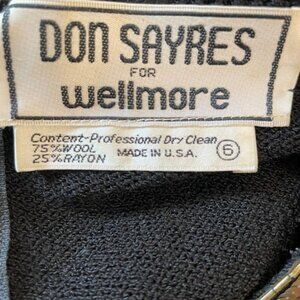 DON SAYRES
FOR
wellmore
Content-Professional Dry Clean
75%WOOL
25%RAYON MADE IN U.S.A.
6